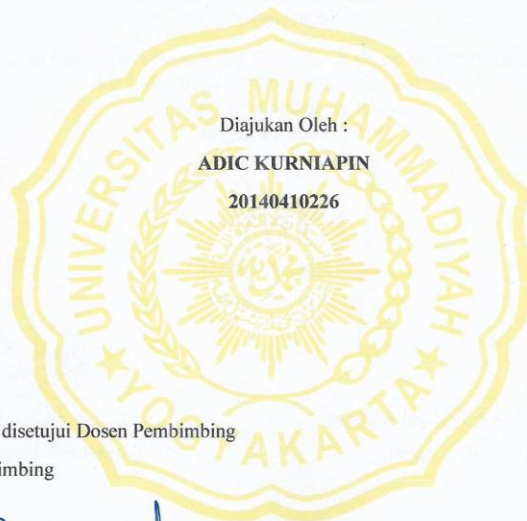 Diajukan Oleh :
ADIC KURNIAPIN
20140410226
UNIVERSITAS MUHAMMADIYAH
YOGYAKARTA
disetujui Dosen Pembimbing
imbing